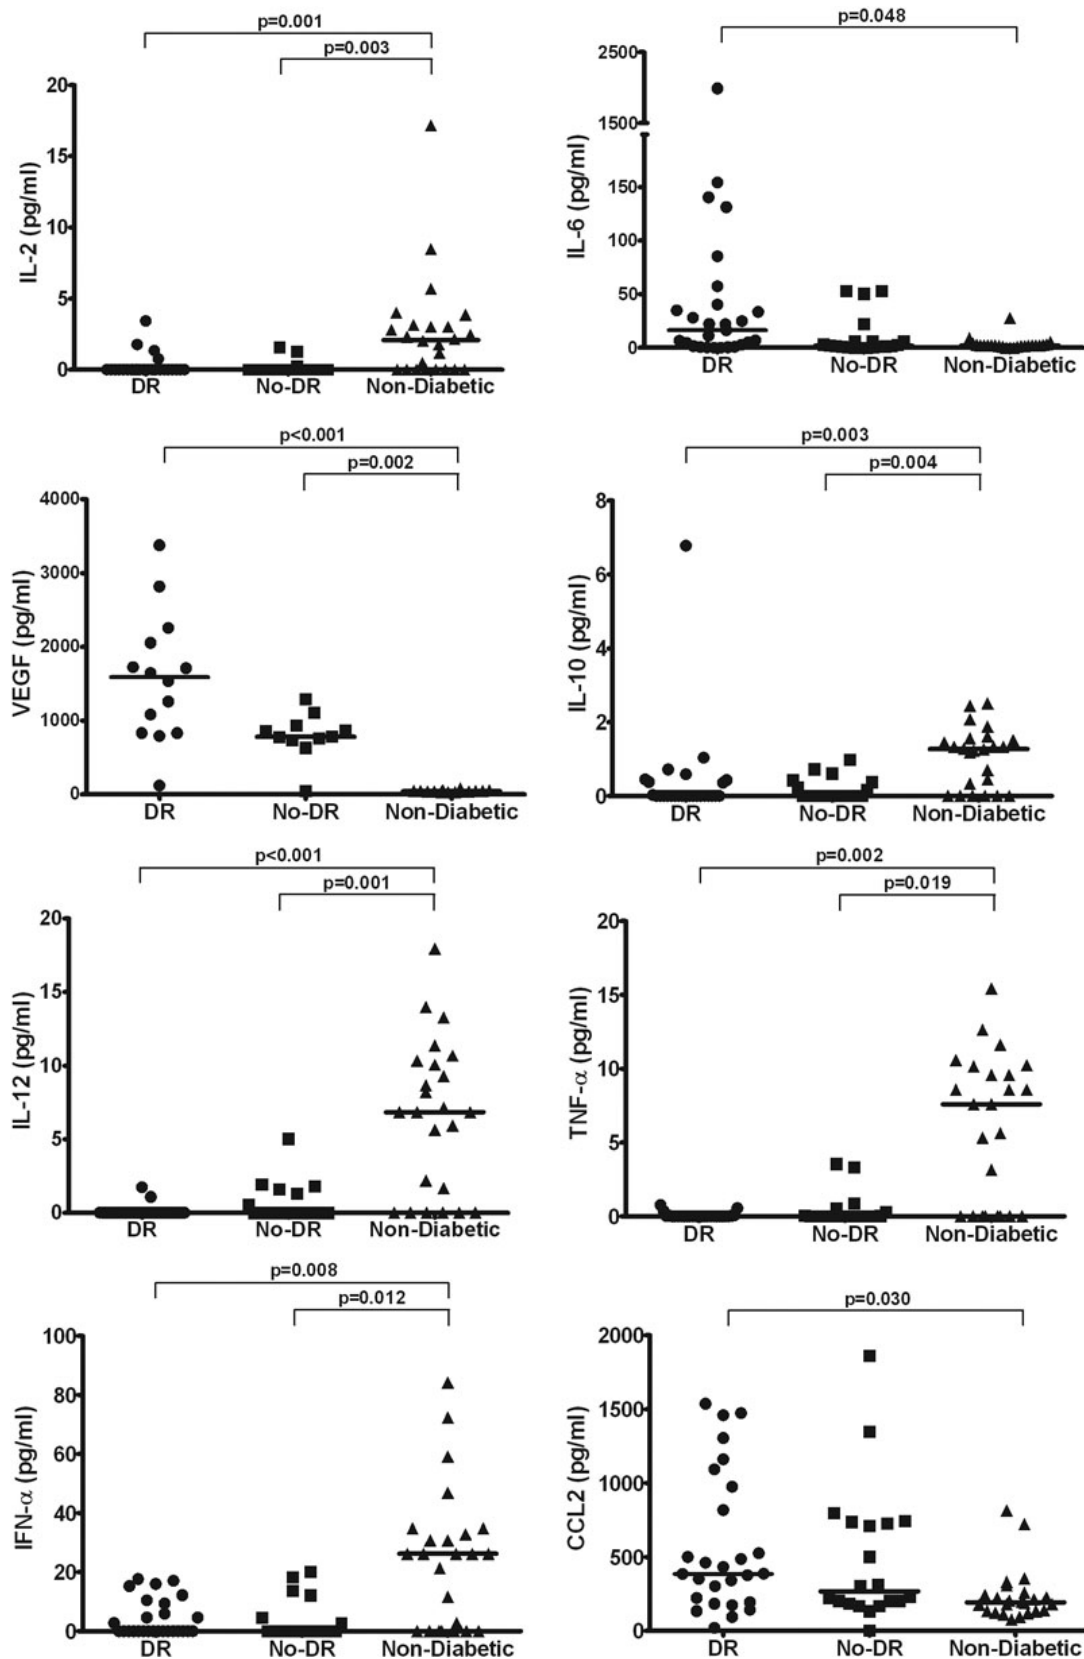 p=0.001
p=0.003
20
15
10
5
0
IL-2 (pg/ml)
DR No-DR Non-Diabetic
p=0.048
2500
1500
150
100
50
0
IL-6 (pg/ml)
DR No-DR Non-Diabetic
p<0.001
p=0.002
4000
3000
2000
1000
0
VEGF (pg/ml)
DR No-DR Non-Diabetic
p=0.003
p=0.004
8
6
4
2
0
IL-10 (pg/ml)
DR No-DR Non-Diabetic
p<0.001
p=0.001
20
15
10
5
0
IL-12 (pg/ml)
DR No-DR Non-Diabetic
p=0.002
p=0.019
20
15
10
5
0
TNF-α (pg/ml)
DR No-DR Non-Diabetic
p=0.008
p=0.012
100
80
60
40
20
0
IFN-α (pg/ml)
DR No-DR Non-Diabetic
p=0.030
2000
1500
1000
500
0
CCL2 (pg/ml)
DR No-DR Non-Diabetic